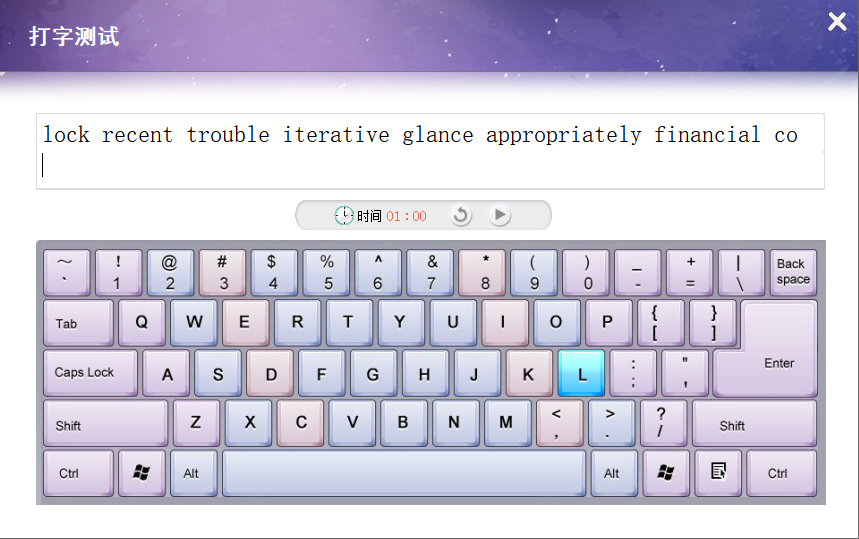 打字测试
lock recent trouble iterative glance appropriately financial co
时间 01:00
~ ! @ # $ % ^ & * ( ) _ + | Back
` 1 2 3 4 5 6 7 8 9 0 - = \ space
Tab Q W E R T Y U I O P { [ } ]
Caps Lock A S D F G H J K L : ; " ' Enter
Shift Z X C V B N M < , > . ? / Shift
Ctrl Alt Alt Ctrl